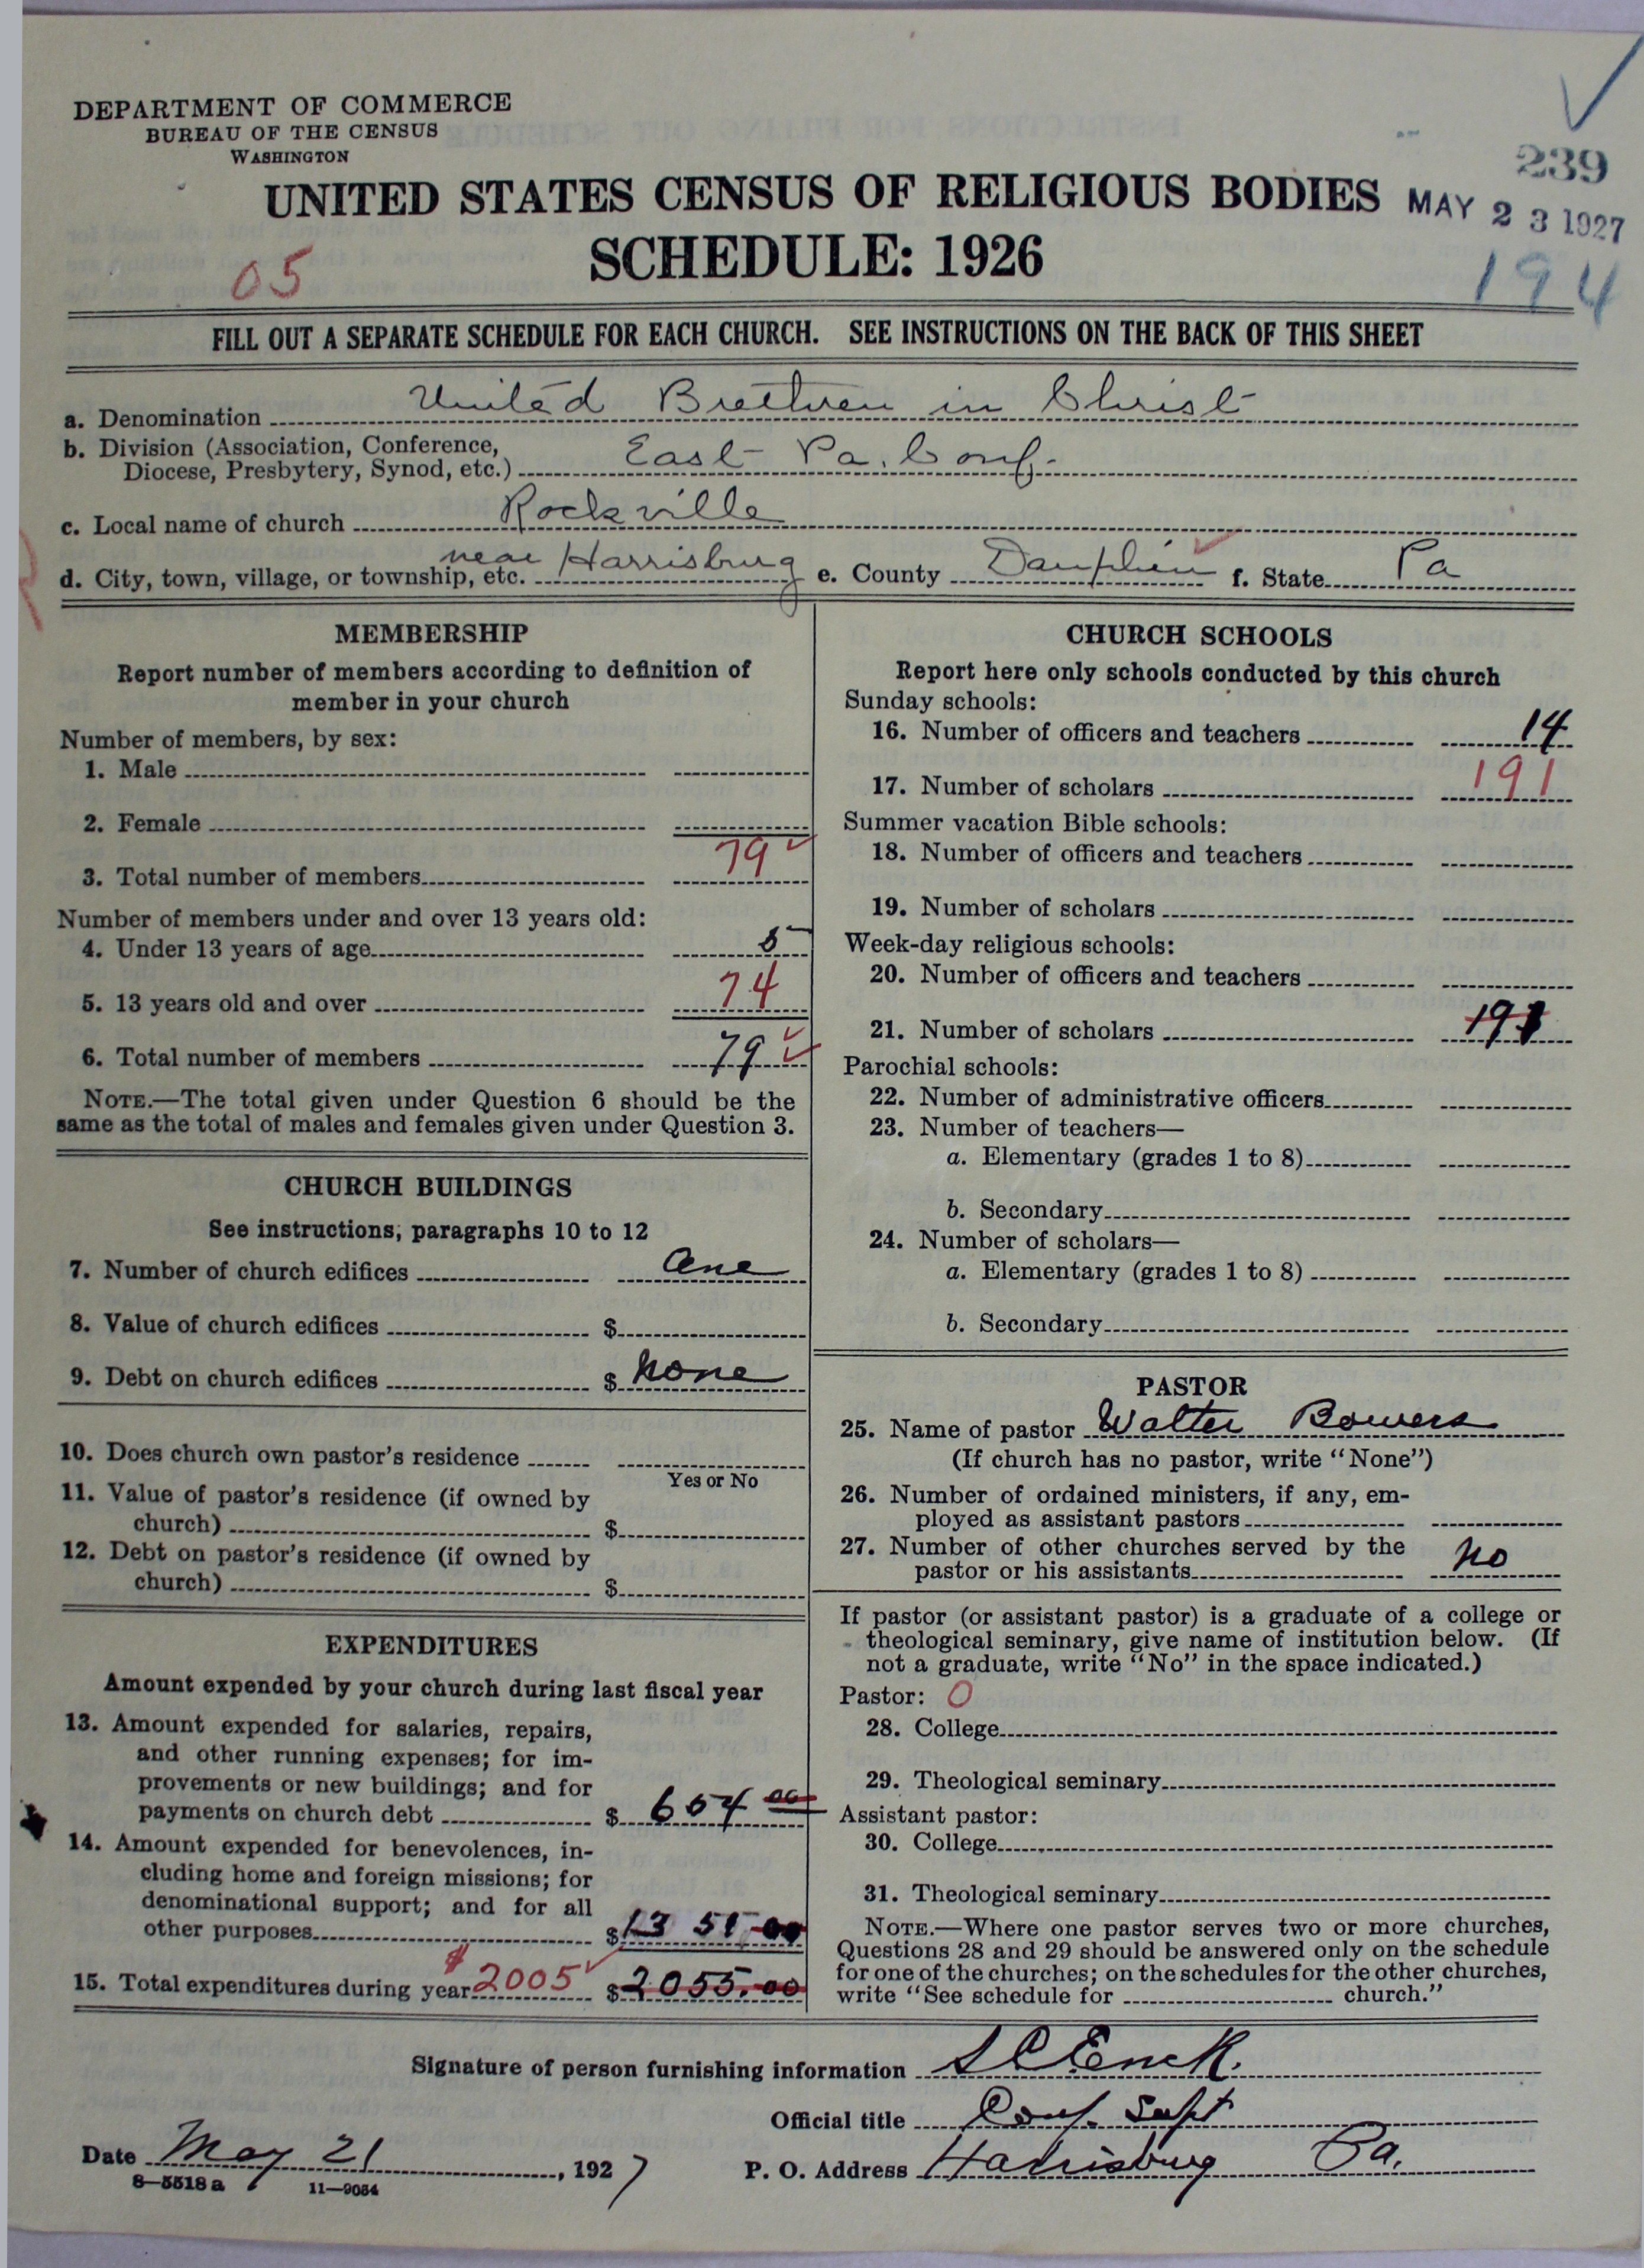 DEPARTMENT OF COMMERCE
BUREAU OF THE CENSUS
WASHINGTON
239
UNITED STATES CENSUS OF RELIGIOUS BODIES
MAY 23 1927
SCHEDULE: 1926
05
194
FILL OUT A SEPARATE SCHEDULE FOR EACH CHURCH. SEE INSTRUCTIONS ON THE BACK OF THIS SHEET
a. Denomination United Brethren in Christ
b. Division (Association, Conference,
Diocese, Presbytery, Synod, etc.) East Pa. Conf.
c. Local name of church Rockville
d. City, town, village, or township, etc. near Harrisburg e. County Dauphin f. State Pa
MEMBERSHIP
Report number of members according to definition of
member in your church
Number of members, by sex:
1. Male
2. Female
3. Total number of members 79
Number of members under and over 13 years old:
4. Under 13 years of age 5
5. 13 years old and over 74
6. Total number of members 79
NOTE.—The total given under Question 6 should be the
same as the total of males and females given under Question 3.
CHURCH BUILDINGS
See instructions, paragraphs 10 to 12
7. Number of church edifices One
8. Value of church edifices $
9. Debt on church edifices $ None
10. Does church own pastor's residence
Yes or No
11. Value of pastor's residence (if owned by
church) $
12. Debt on pastor's residence (if owned by
church) $
EXPENDITURES
Amount expended by your church during last fiscal year
13. Amount expended for salaries, repairs,
and other running expenses; for im-
provements or new buildings; and for
payments on church debt $ 654 00
14. Amount expended for benevolences, in-
cluding home and foreign missions; for
denominational support; and for all
other purposes $ 1351 00
15. Total expenditures during year $2005 $ 2055.00
CHURCH SCHOOLS
Report here only schools conducted by this church
Sunday schools:
16. Number of officers and teachers 14
17. Number of scholars 191
Summer vacation Bible schools:
18. Number of officers and teachers
19. Number of scholars
Week-day religious schools:
20. Number of officers and teachers
21. Number of scholars 191
Parochial schools:
22. Number of administrative officers
23. Number of teachers—
a. Elementary (grades 1 to 8)
b. Secondary
24. Number of scholars—
a. Elementary (grades 1 to 8)
b. Secondary
PASTOR
25. Name of pastor Walter Bowers
(If church has no pastor, write "None")
26. Number of ordained ministers, if any, em-
ployed as assistant pastors
27. Number of other churches served by the
pastor or his assistants No
If pastor (or assistant pastor) is a graduate of a college or
theological seminary, give name of institution below. (If
not a graduate, write "No" in the space indicated.)
Pastor: 0
28. College
29. Theological seminary
Assistant pastor:
30. College
31. Theological seminary
NOTE.—Where one pastor serves two or more churches,
Questions 28 and 29 should be answered only on the schedule
for one of the churches; on the schedules for the other churches,
write "See schedule for church."
Signature of person furnishing information S C Enck.
Official title Conf. Supt
Date May 21, 1927
P. O. Address Harrisburg Pa.
8—5518 a 11—9054